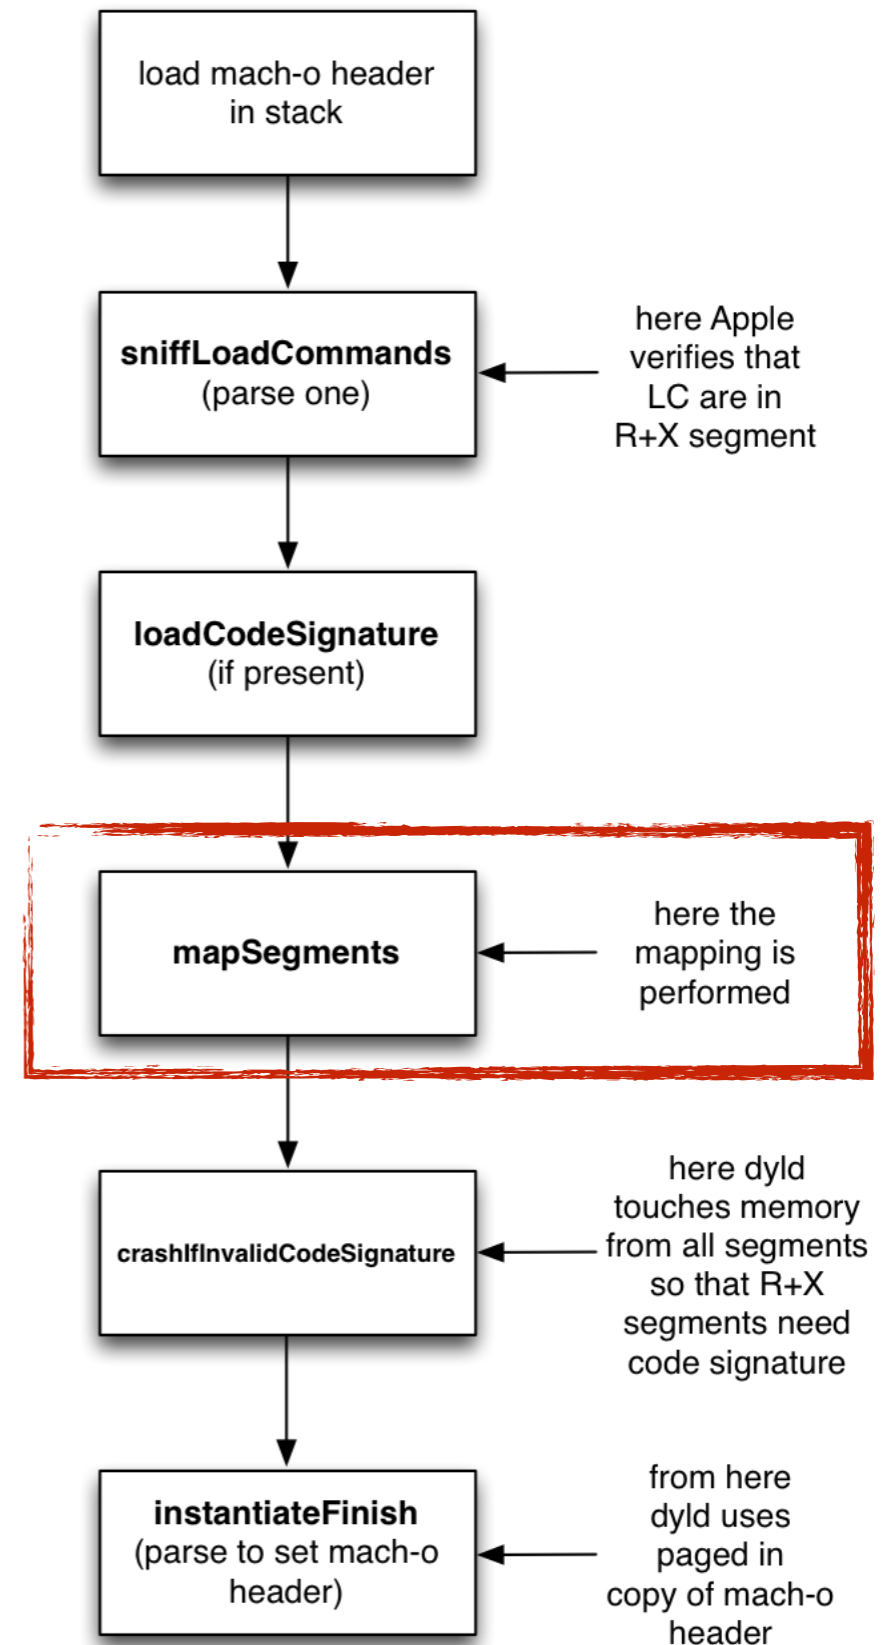 load mach-o header
in stack
sniffLoadCommands
(parse one)
here Apple
verifies that
LC are in
R+X segment
loadCodeSignature
(if present)
mapSegments
here the
mapping is
performed
crashIfInvalidCodeSignature
here dyld
touches memory
from all segments
so that R+X
segments need
code signature
instantiateFinish
(parse to set mach-o
header)
from here
dyld uses
paged in
copy of mach-o
header